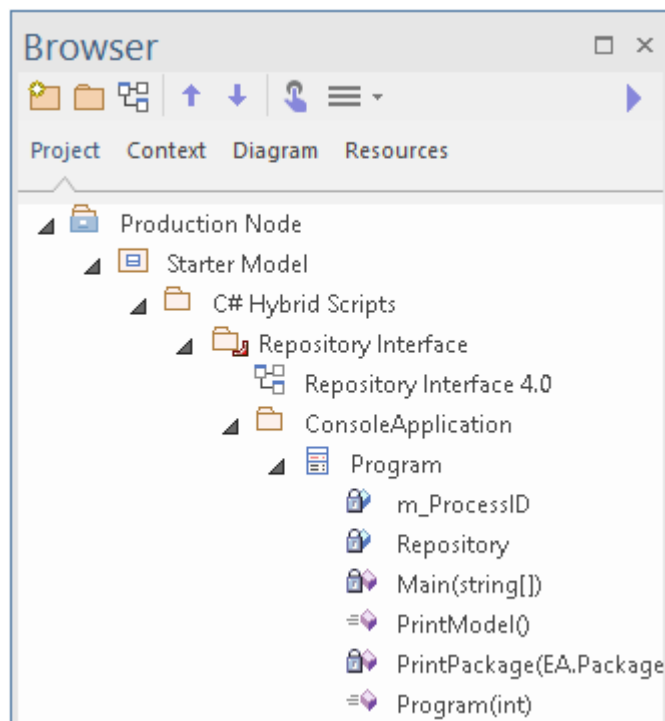 Browser
Project Context Diagram Resources
Production Node
Starter Model
C# Hybrid Scripts
Repository Interface
Repository Interface 4.0
ConsoleApplication
Program
m_ProcessID
Repository
Main(string[])
PrintModel()
PrintPackage(EA.Package
Program(int)